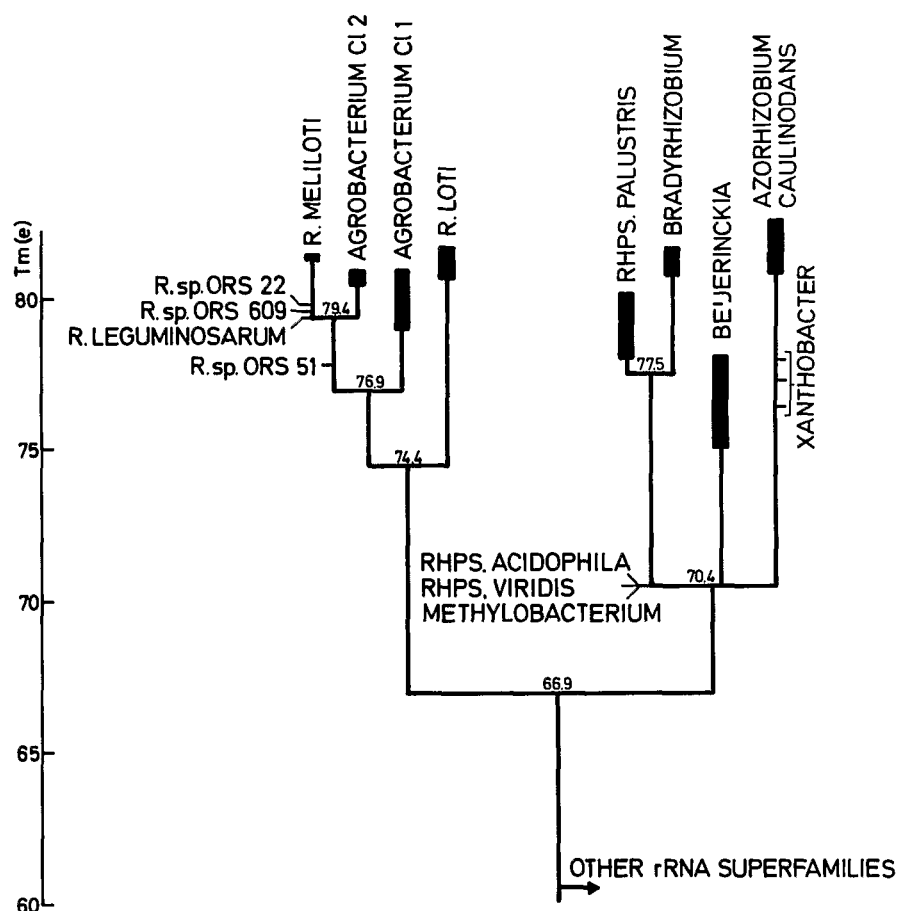 Tm(e)
80
75
70
65
60
R. MELILOTI
AGROBACTERIUM Cl 2
AGROBACTERIUM Cl 1
R. LOTI
RHPS. PALUSTRIS
BRADYRHIZOBIUM
BEIJERINCKIA
AZORHIZOBIUM
CAULINODANS
XANTHOBACTER
R.sp. ORS 22
R.sp. ORS 609
R. LEGUMINOSARUM
R.sp. ORS 51
79.4
76.9
74.4
77.5
70.4
66.9
RHPS. ACIDOPHILA
RHPS. VIRIDIS
METHYLOBACTERIUM
OTHER rRNA SUPERFAMILIES